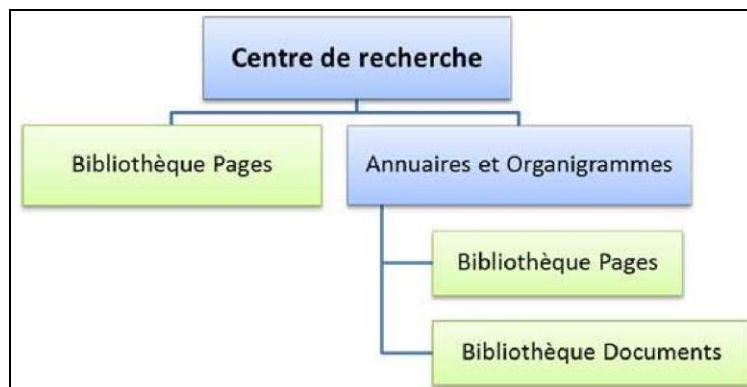 Centre de recherche
Bibliothèque Pages
Annuaires et Organigrammes
Bibliothèque Pages
Bibliothèque Documents